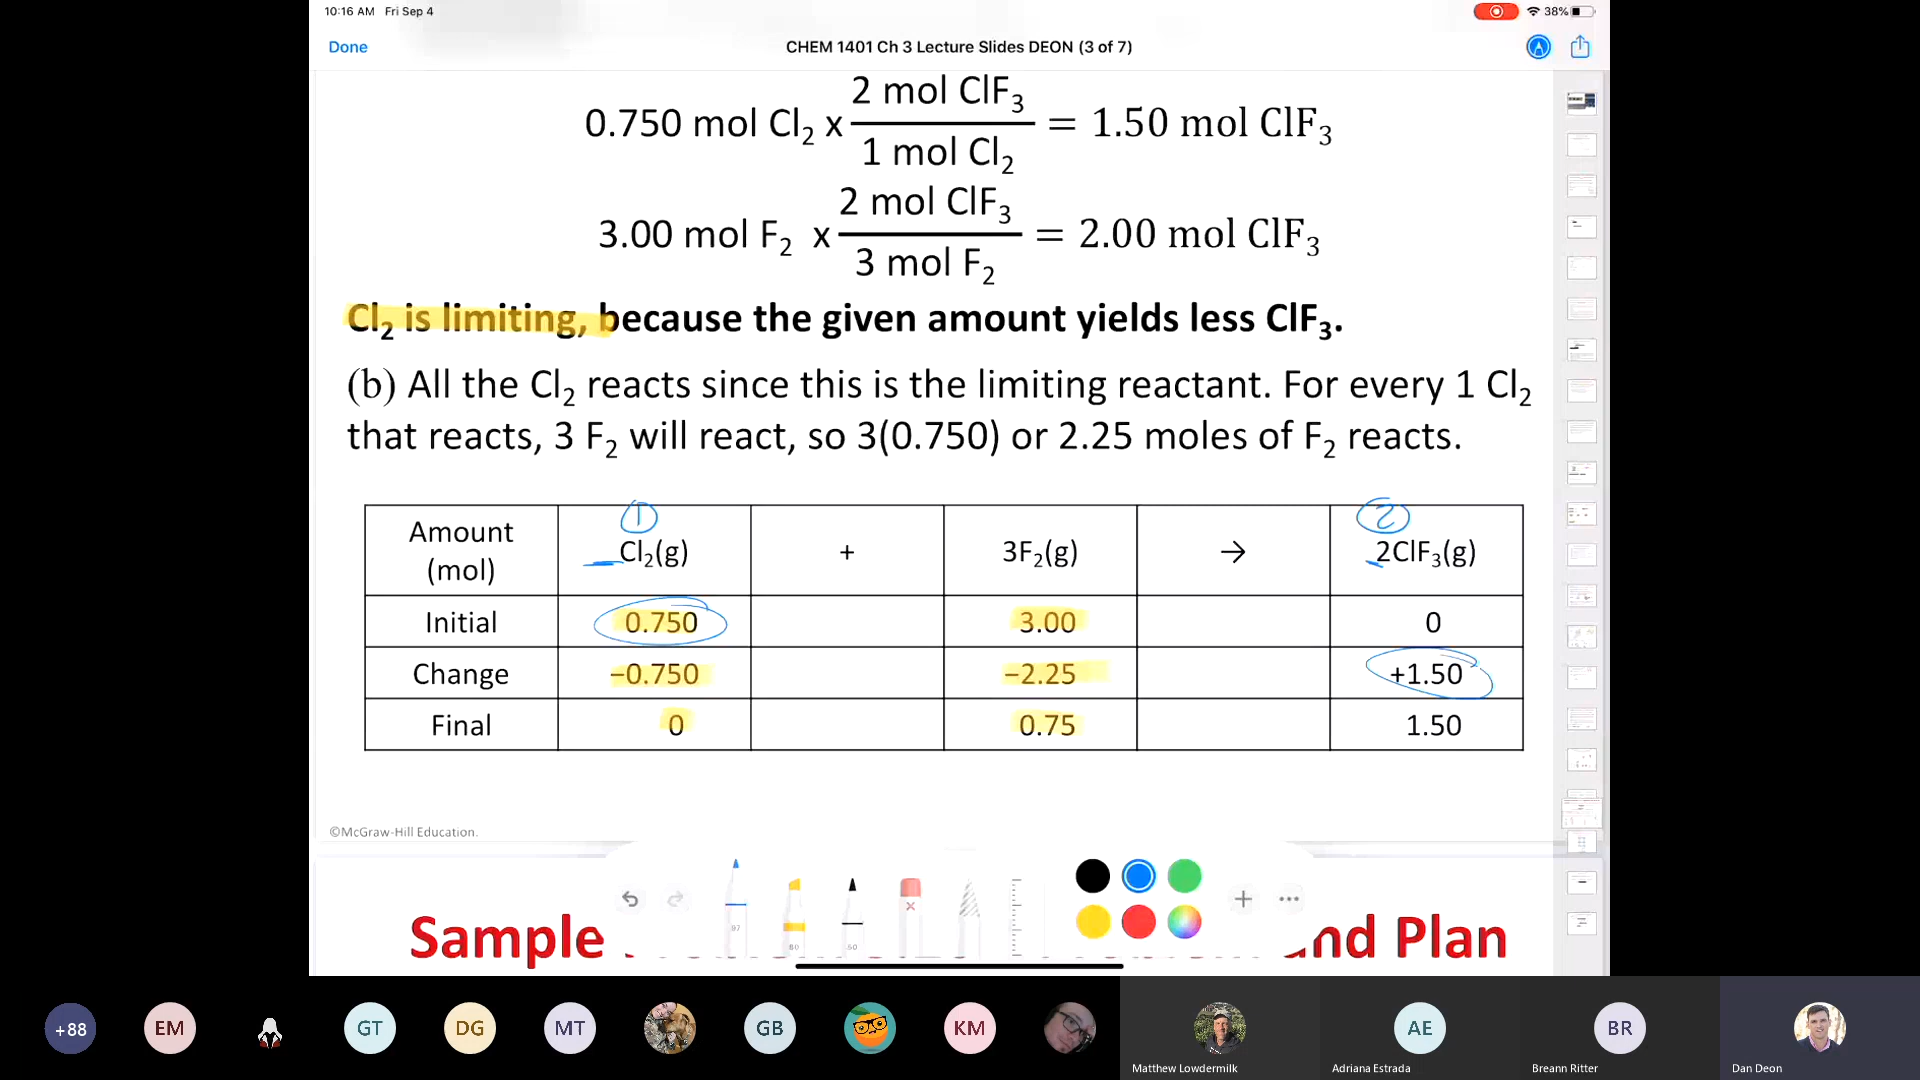 10:16 AM Fri Sep 4
38%
Done
CHEM 1401 Ch 3 Lecture Slides DEON (3 of 7)
0.750 mol Cl₂ x 2 mol ClF₃ / 1 mol Cl₂ = 1.50 mol ClF₃
3.00 mol F₂ x 2 mol ClF₃ / 3 mol F₂ = 2.00 mol ClF₃
Cl₂ is limiting, because the given amount yields less ClF₃.
(b) All the Cl₂ reacts since this is the limiting reactant. For every 1 Cl₂
that reacts, 3 F₂ will react, so 3(0.750) or 2.25 moles of F₂ reacts.
1 2
Amount (mol) Cl₂(g) + 3F₂(g) → 2ClF₃(g)
Initial 0.750 3.00 0
Change −0.750 −2.25 +1.50
Final 0 0.75 1.50
©McGraw-Hill Education.
Sample nd Plan
97 80 50
+88 EM GT DG MT GB KM AE BR
Matthew Lowdermilk Adriana Estrada Breann Ritter Dan Deon